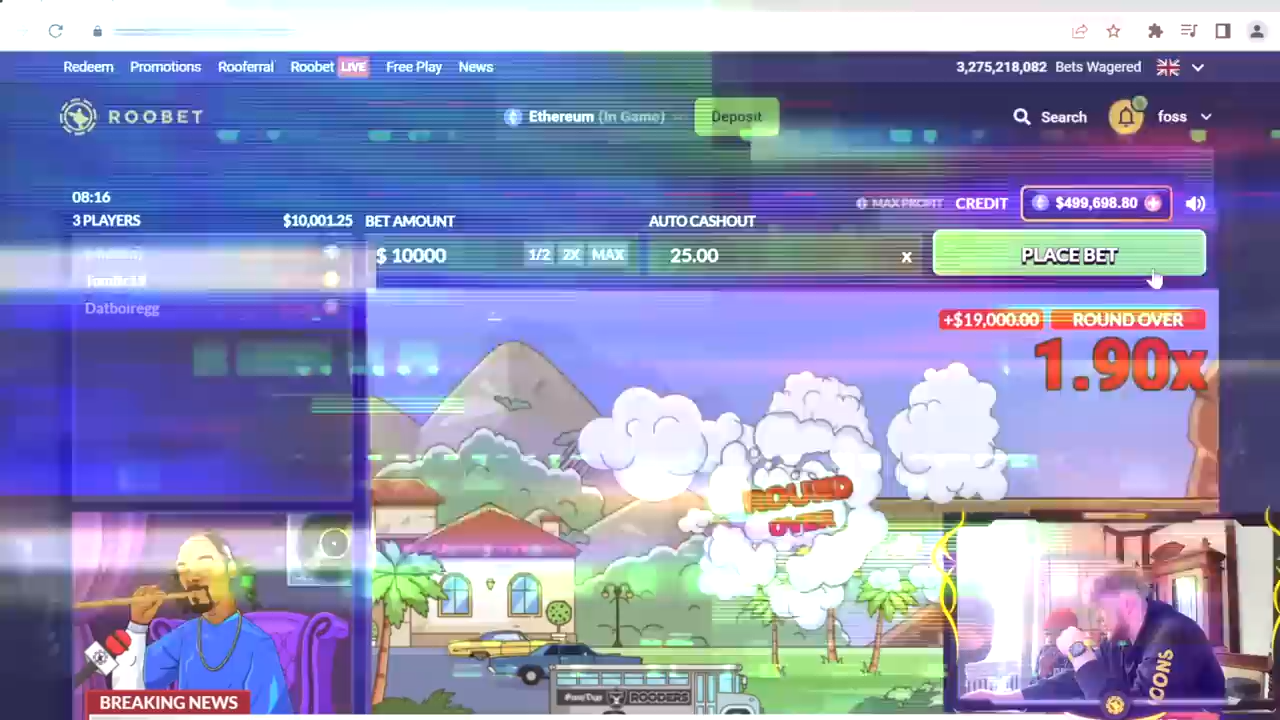 Redeem Promotions Rooferral Roobet LIVE Free Play News 3,275,218,082 Bets Wagered
ROOBET Ethereum (In Game) Deposit Search foss
08:16 MAX PROFIT CREDIT $499,698.80
3 PLAYERS $10,001.25 BET AMOUNT AUTO CASHOUT
$ 10000 1/2 2X MAX 25.00 x PLACE BET
Datboiregg
+$19,000.00 ROUND OVER
1.90x
ROUND
OVER
ROODERS
OONS
BREAKING NEWS